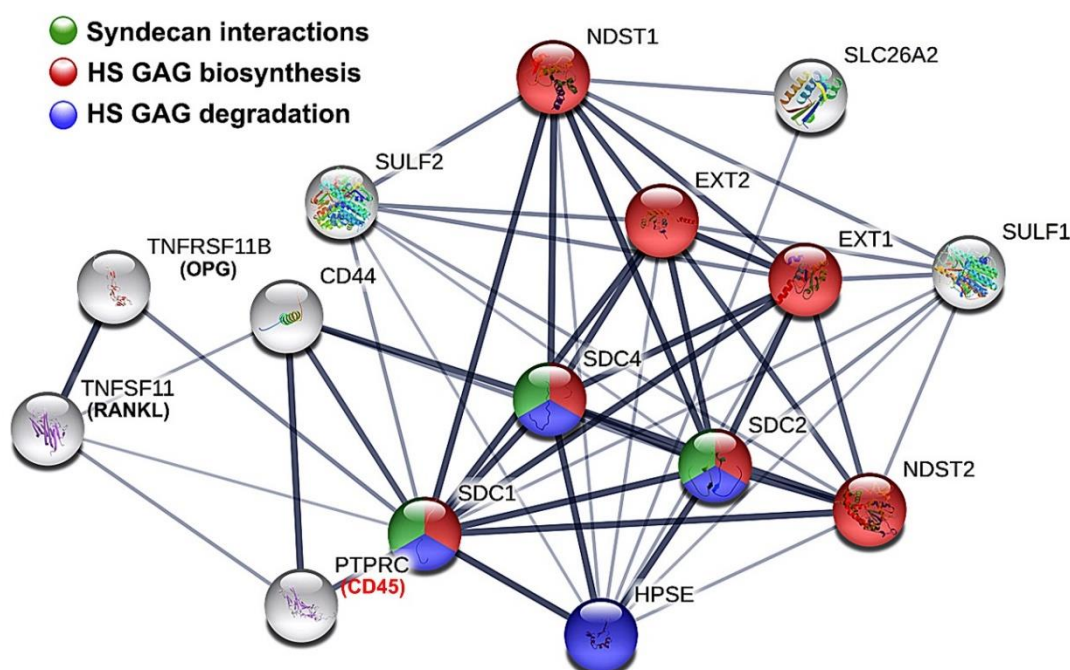 Syndecan interactions
HS GAG biosynthesis
HS GAG degradation
NDST1
SLC26A2
SULF2
EXT2
EXT1
SULF1
TNFRSF11B
(OPG)
CD44
SDC4
TNFSF11
(RANKL)
SDC2
NDST2
SDC1
PTPRC
(CD45)
HPSE